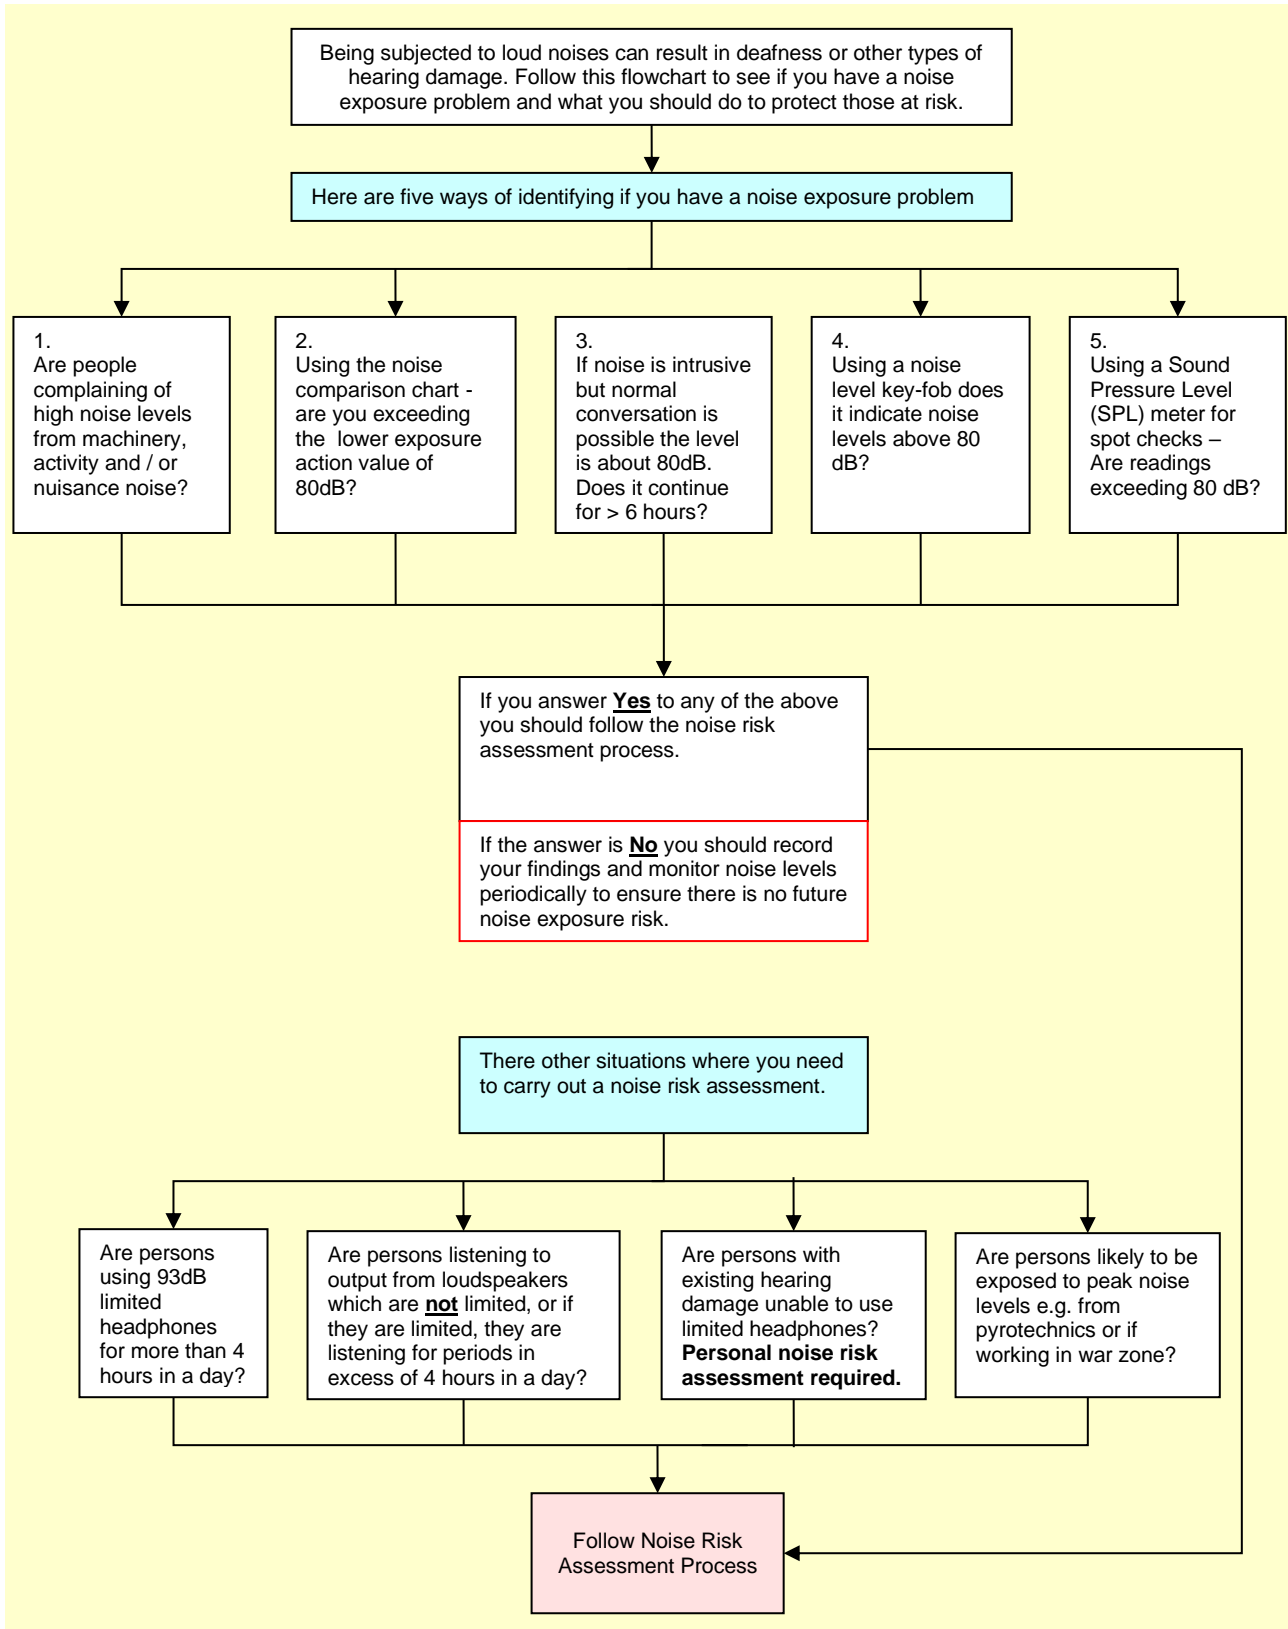 Being subjected to loud noises can result in deafness or other types of
hearing damage. Follow this flowchart to see if you have a noise
exposure problem and what you should do to protect those at risk.
Here are five ways of identifying if you have a noise exposure problem
1.
Are people
complaining of
high noise levels
from machinery,
activity and / or
nuisance noise?
2.
Using the noise
comparison chart -
are you exceeding
the lower exposure
action value of
80dB?
3.
If noise is intrusive
but normal
conversation is
possible the level
is about 80dB.
Does it continue
for > 6 hours?
4.
Using a noise
level key-fob does
it indicate noise
levels above 80
dB?
5.
Using a Sound
Pressure Level
(SPL) meter for
spot checks –
Are readings
exceeding 80 dB?
If you answer Yes to any of the above
you should follow the noise risk
assessment process.
If the answer is No you should record
your findings and monitor noise levels
periodically to ensure there is no future
noise exposure risk.
There other situations where you need
to carry out a noise risk assessment.
Are persons
using 93dB
limited
headphones
for more than 4
hours in a day?
Are persons listening to
output from loudspeakers
which are not limited, or if
they are limited, they are
listening for periods in
excess of 4 hours in a day?
Are persons with
existing hearing
damage unable to use
limited headphones?
Personal noise risk
assessment required.
Are persons likely to be
exposed to peak noise
levels e.g. from
pyrotechnics or if
working in war zone?
Follow Noise Risk
Assessment Process